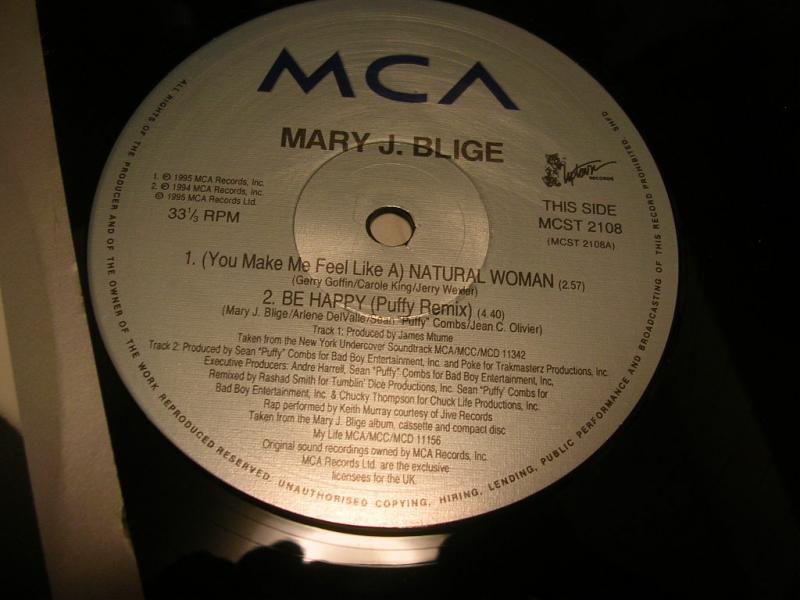 MCA
MARY J. BLIGE
1. ℗ 1995 MCA Records, Inc.
2. ℗ 1994 MCA Records, Inc.
© 1995 MCA Records Ltd.
33⅓ RPM
Uptown
RECORDS
THIS SIDE
MCST 2108
(MCST 2108A)
1. (You Make Me Feel Like A) NATURAL WOMAN (2.57)
(Gerry Goffin/Carole King/Jerry Wexler)
2. BE HAPPY (Puffy Remix) (4.40)
(Mary J. Blige/Arlene DelValle/Sean "Puffy" Combs/Jean C. Olivier)
Track 1: Produced by James Mtume
Taken from the New York Undercover Soundtrack MCA/MCC/MCD 11342
Track 2: Produced by Sean "Puffy" Combs for Bad Boy Entertainment, Inc. and Poke for Trakmasterz Productions, Inc.
Executive Producers: Andre Harrell, Sean "Puffy" Combs for Bad Boy Entertainment, Inc,
Remixed by Rashad Smith for Tumblin' Dice Productions, Inc. Sean "Puffy' Combs for
Bad Boy Entertainment, Inc. & Chucky Thompson for Chuck Life Productions, Inc.
Rap performed by Keith Murray courtesy of Jive Records
Taken from the Mary J. Blige album, cassette and compact disc
My Life MCA/MCC/MCD 11156
Original sound recordings owned by MCA Records, Inc.
MCA Records Ltd. are the exclusive
licensees for the UK.
ALL RIGHTS OF THE PRODUCER AND OF THE OWNER OF THE WORK REPRODUCED RESERVED. UNAUTHORISED COPYING, HIRING, LENDING, PUBLIC PERFORMANCE AND BROADCASTING OF THIS RECORD PROHIBITED. SHFD